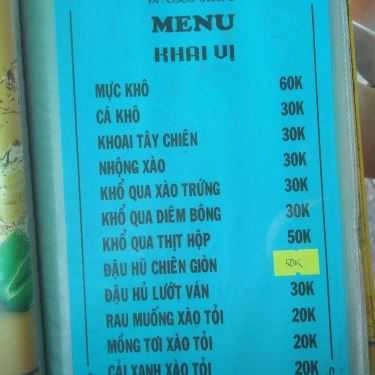 MENU
KHAI VỊ
MỰC KHÔ 60K
CÁ KHÔ 30K
KHOAI TÂY CHIÊN 30K
NHỘNG XÀO 30K
KHỔ QUA XÀO TRỨNG 30K
KHỔ QUA DIÊM BÔNG 30K
KHỔ QUA THỊT HỘP 50K
ĐẬU HŨ CHIÊN GIÒN 50K
ĐẬU HỦ LƯỚT VÁN 30K
RAU MUỐNG XÀO TỎI 20K
MỒNG TƠI XÀO TỎI 20K
CẢI XANH XÀO TỎI 20K